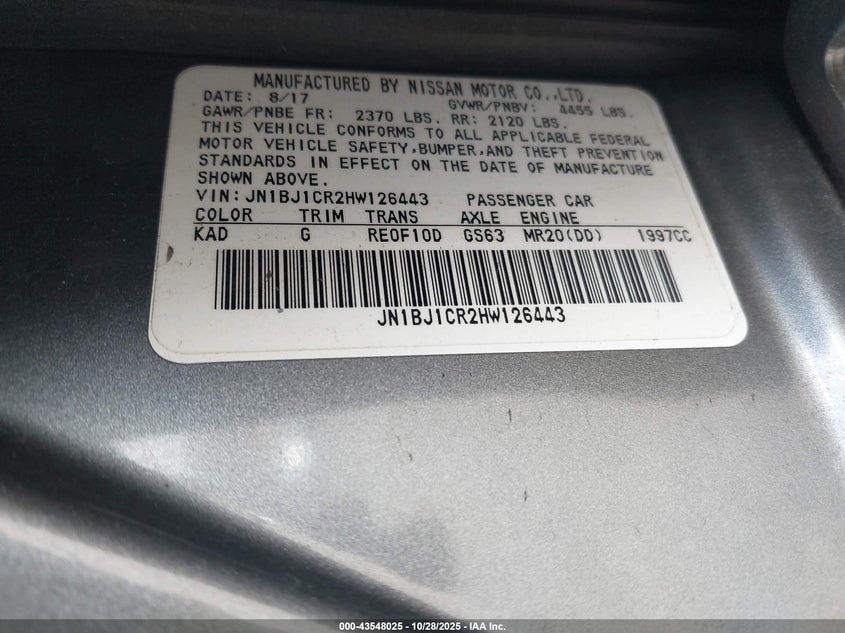 MANUFACTURED BY NISSAN MOTOR CO.,LTD.
DATE: 8/17 GVWR/PNBV: 4455 LBS.
GAWR/PNBE FR: 2370 LBS. RR: 2120 LBS.
THIS VEHICLE CONFORMS TO ALL APPLICABLE FEDERAL
MOTOR VEHICLE SAFETY,BUMPER,AND THEFT PREVENTION
STANDARDS IN EFFECT ON THE DATE OF MANUFACTURE
SHOWN ABOVE.
VIN: JN1BJ1CR2HW126443 PASSENGER CAR
COLOR TRIM TRANS AXLE ENGINE
KAD G RE0F10D GS63 MR20(DD) 1997CC
JN1BJ1CR2HW126443
000-43548025 - 10/28/2025 - IAA Inc.